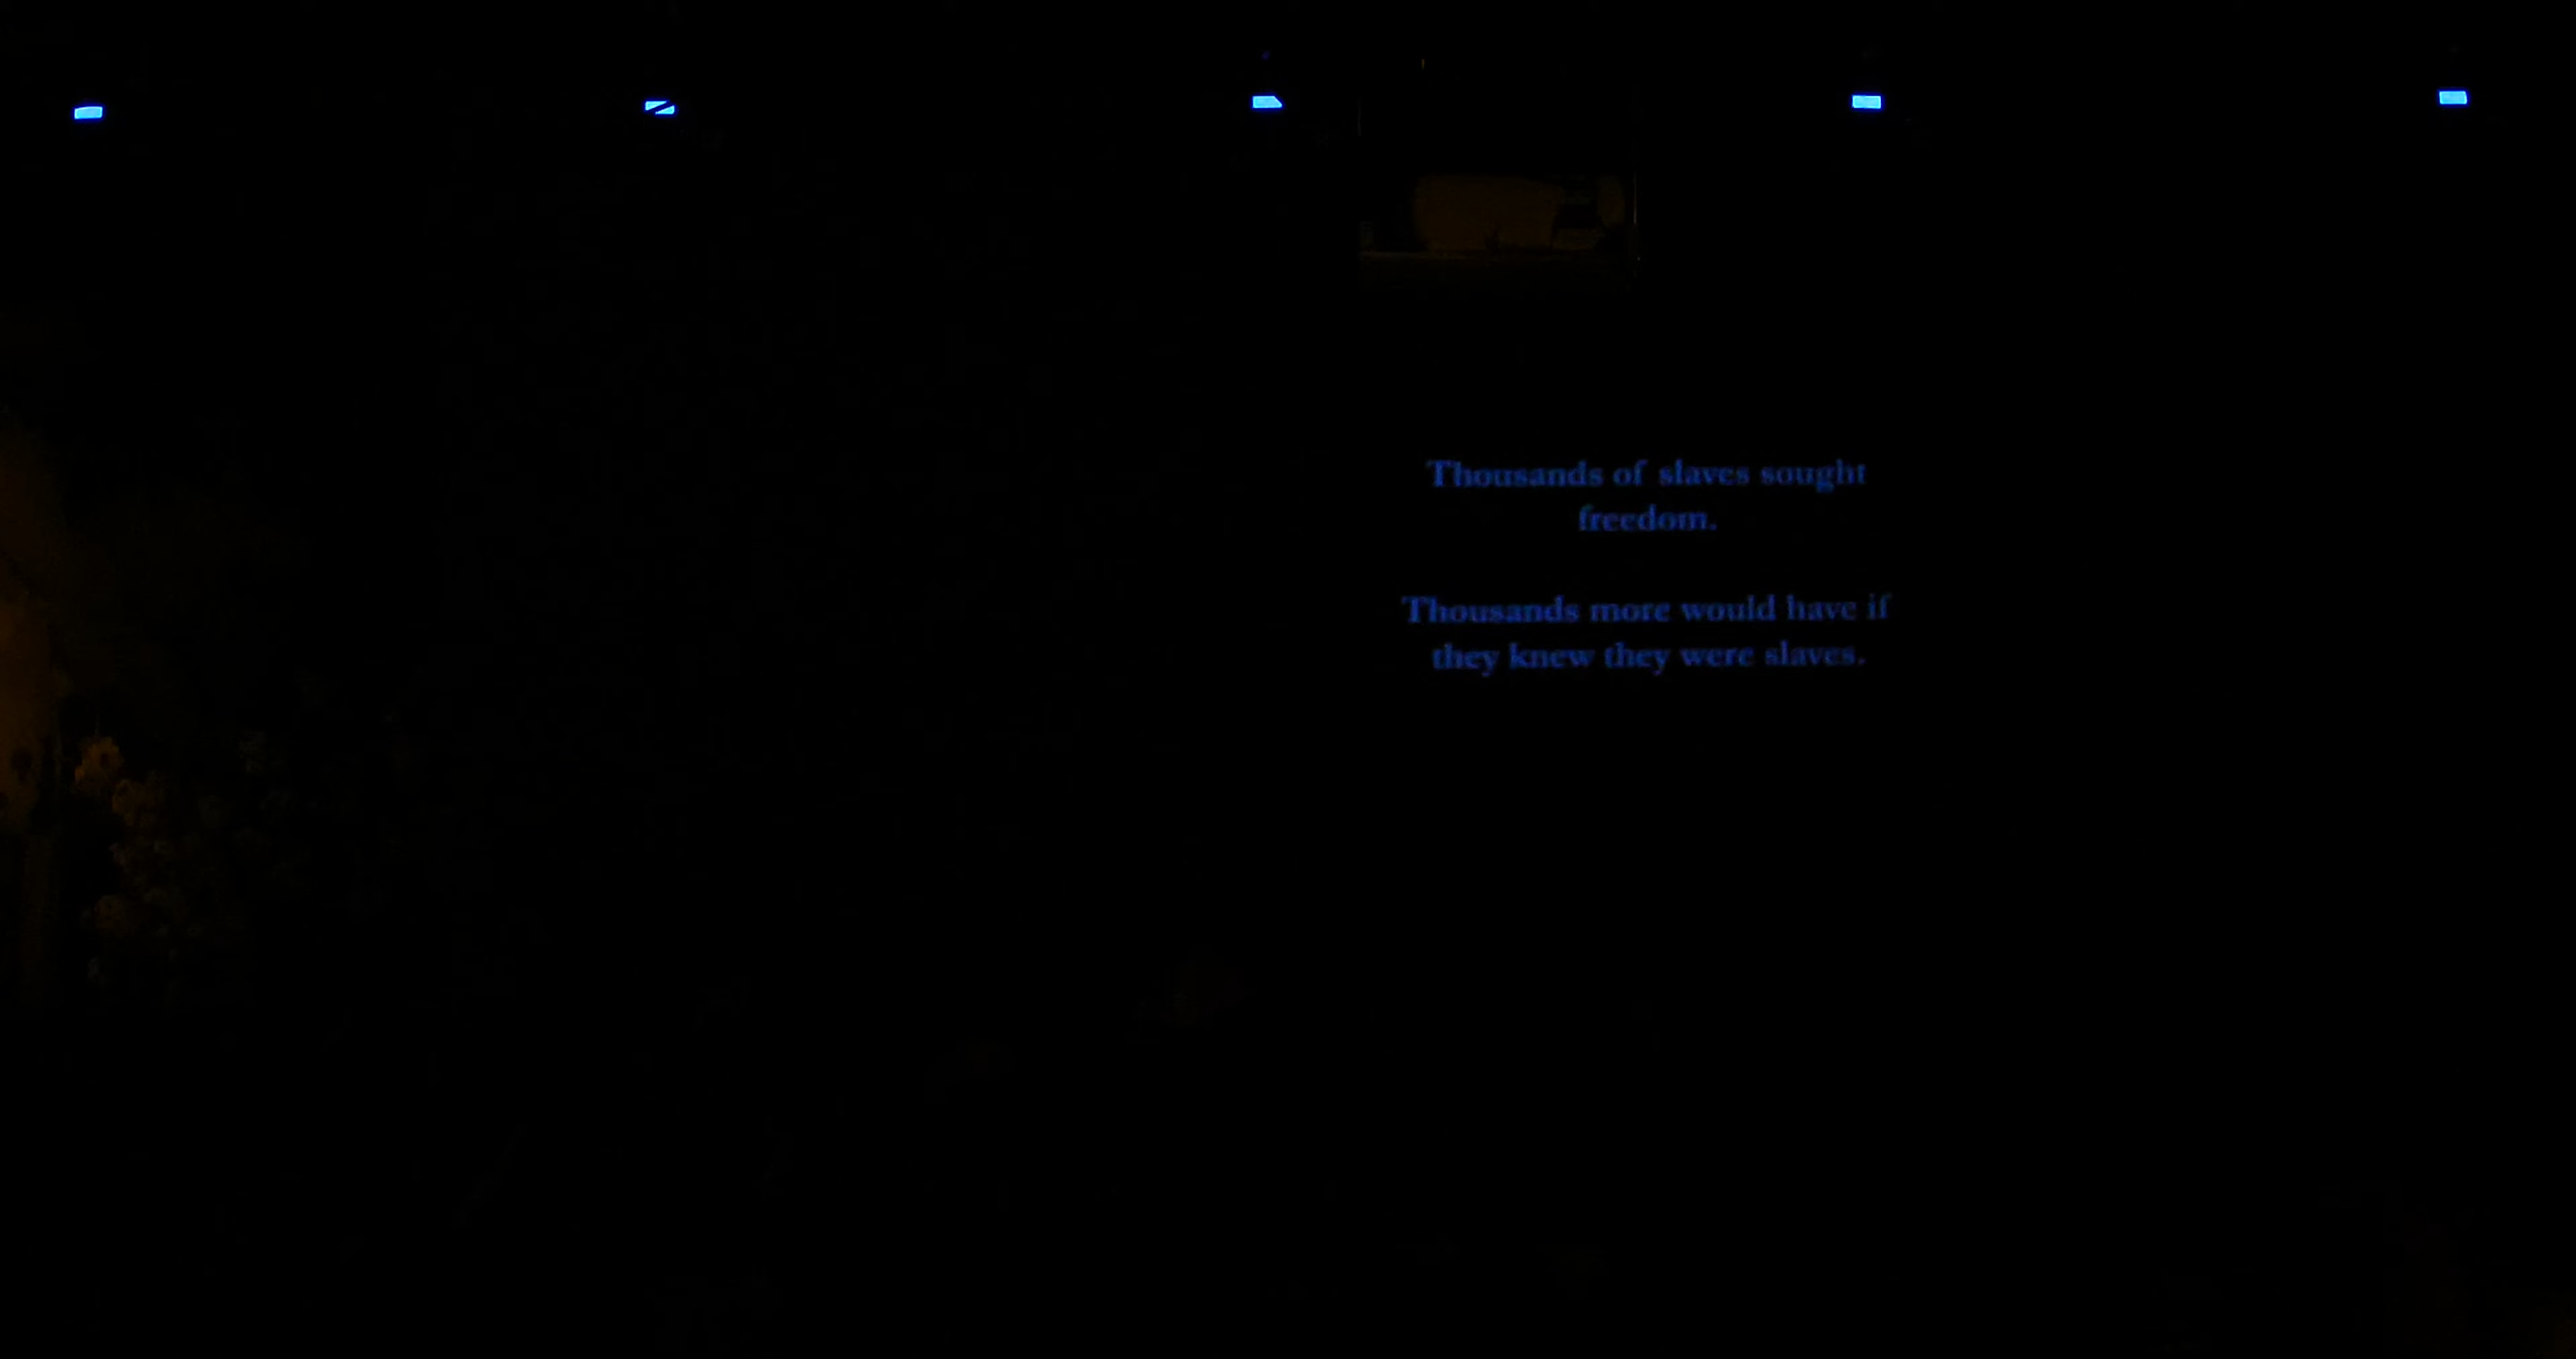 Thousands of slaves sought
freedom.
Thousands more would have if
they knew they were slaves.